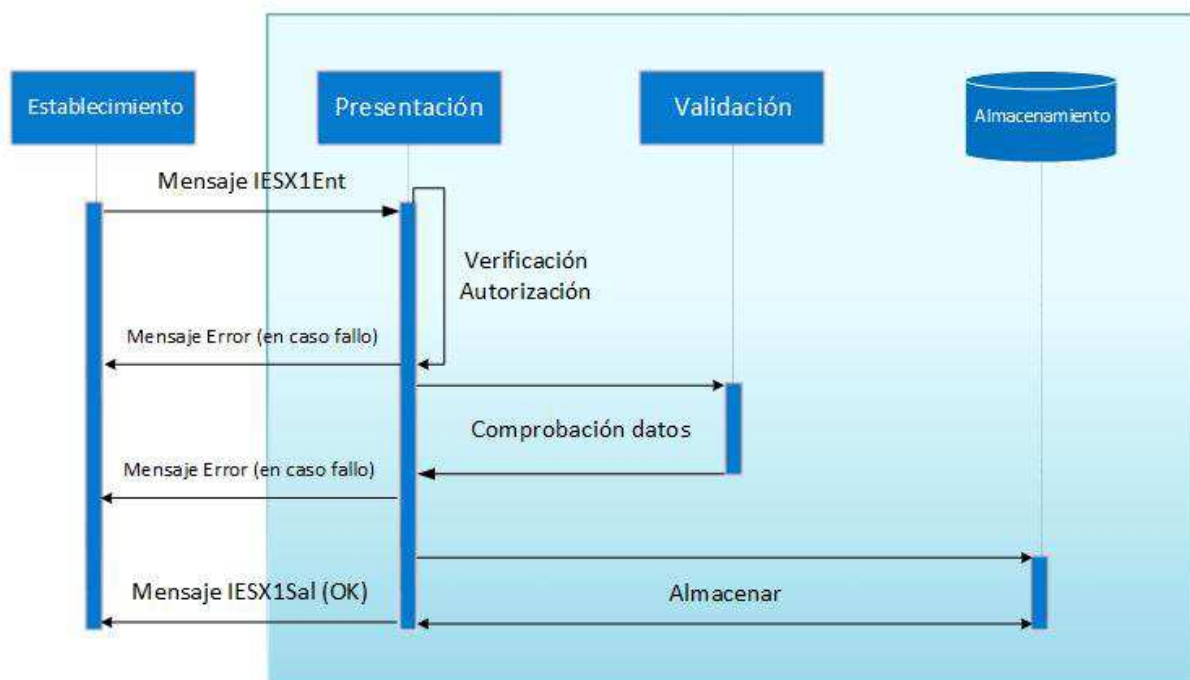 Establecimiento
Presentación
Validación
Almacenamiento
Mensaje IESX1Ent
Verificación
Autorización
Mensaje Error (en caso fallo)
Comprobación datos
Mensaje Error (en caso fallo)
Mensaje IESX1Sal (OK)
Almacenar